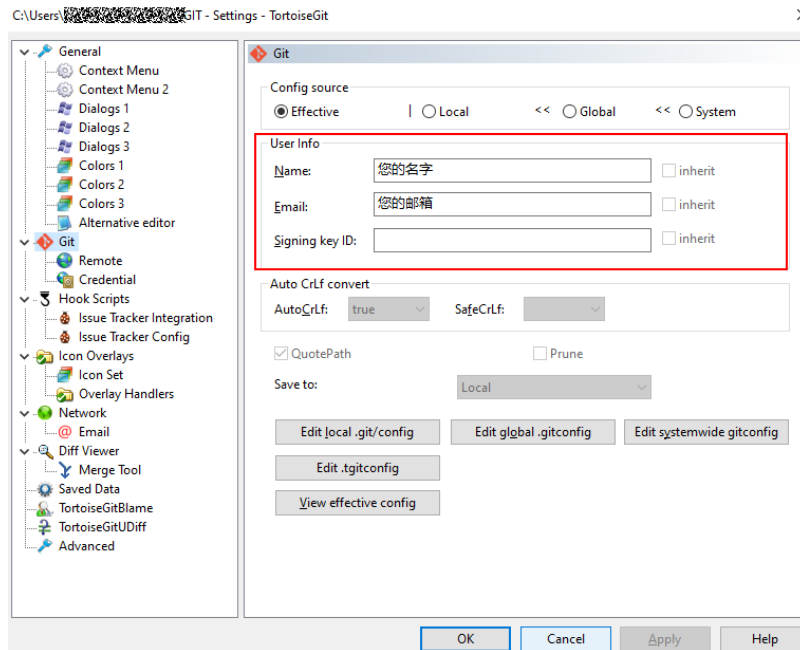 C:\Users\ GIT - Settings - TortoiseGit
General
Context Menu
Context Menu 2
Dialogs 1
Dialogs 2
Dialogs 3
Colors 1
Colors 2
Colors 3
Alternative editor
Git
Remote
Credential
Hook Scripts
Issue Tracker Integration
Issue Tracker Config
Icon Overlays
Icon Set
Overlay Handlers
Network
Email
Diff Viewer
Merge Tool
Saved Data
TortoiseGitBlame
TortoiseGitUDiff
Advanced
Git
Config source
Effective | Local << Global << System
User Info
Name: 您的名字 inherit
Email: 您的邮箱 inherit
Signing key ID: inherit
Auto CrLf convert
AutoCrLf: true SafeCrLf:
QuotePath Prune
Save to: Local
Edit local .git/config Edit global .gitconfig Edit systemwide gitconfig
Edit .tgitconfig
View effective config
OK Cancel Apply Help